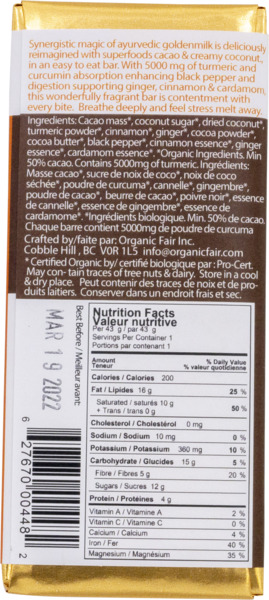 Synergistic magic of ayurvedic goldenmilk is deliciously
reimagined with superfoods cacao & creamy coconut,
in an easy to eat bar. With 5000 mg of turmeric and
curcumin absorption enhancing black pepper and
digestion supporting ginger, cinnamon & cardamom,
this wonderfully fragrant bar is contentment with
every bite. Breathe deeply and feel stress melt away.
Ingredients: Cacao mass*, coconut sugar*, dried coconut*,
turmeric powder*, cinnamon*, ginger*, cocoa powder*,
cocoa butter*, black pepper*, cinnamon essence*, ginger
essence*, cardamom essence*. *Organic Ingredients. Min
50% cacao. Contains 5000mg of turmeric. Ingredients:
Masse cacao*, sucre de noix de coco*, noix de coco
séchée*, poudre de curcuma*, cannelle*, gingembre*,
poudre de cacao*, beurre de cacao*, poivre noir*, essence
de cannelle*, essence de gingembre*, essence de
cardamome*. *Ingrédients biologique. Min. 50% de cacao.
Chaque barre contient 5000mg de poudre de curcuma
Crafted by/faite par: Organic Fair Inc.
Cobble Hill, BC V0R 1L5 info@organicfair.com
* Certified Organic by/ certifié biologique par : Pro-Cert.
May con- tain traces of tree nuts & dairy. Store in a cool
& dry place. Peut contenir des traces de noix et de pro-
duits laitiers. Conserver dans un endroit frais et sec.
Best Before / Meilleur avant:
MAR 19 2022
6 27670 00448 2
Nutrition Facts
Valeur nutritive
Per 43 g / par 43 g
Servings Per Container 1
Portions par contenant 1
Amount % Daily Value
Teneur % valeur quotidienne
Calories / Calories 200
Fat / Lipides 16 g 25 %
Saturated / saturés 10 g
+ Trans / trans 0 g 50 %
Cholesterol / Cholestérol 0 mg
Sodium / Sodium 10 mg 0 %
Potassium / Potassium 360 mg 10 %
Carbohydrate / Glucides 15 g 5 %
Fibre / Fibres 5 g 20 %
Sugars / Sucres 12 g
Protein / Protéines 4 g
Vitamin A / Vitamine A 2 %
Vitamin C / Vitamine C 0 %
Calcium / Calcium 4 %
Iron / Fer 40 %
Magnesium / Magnésium 35 %